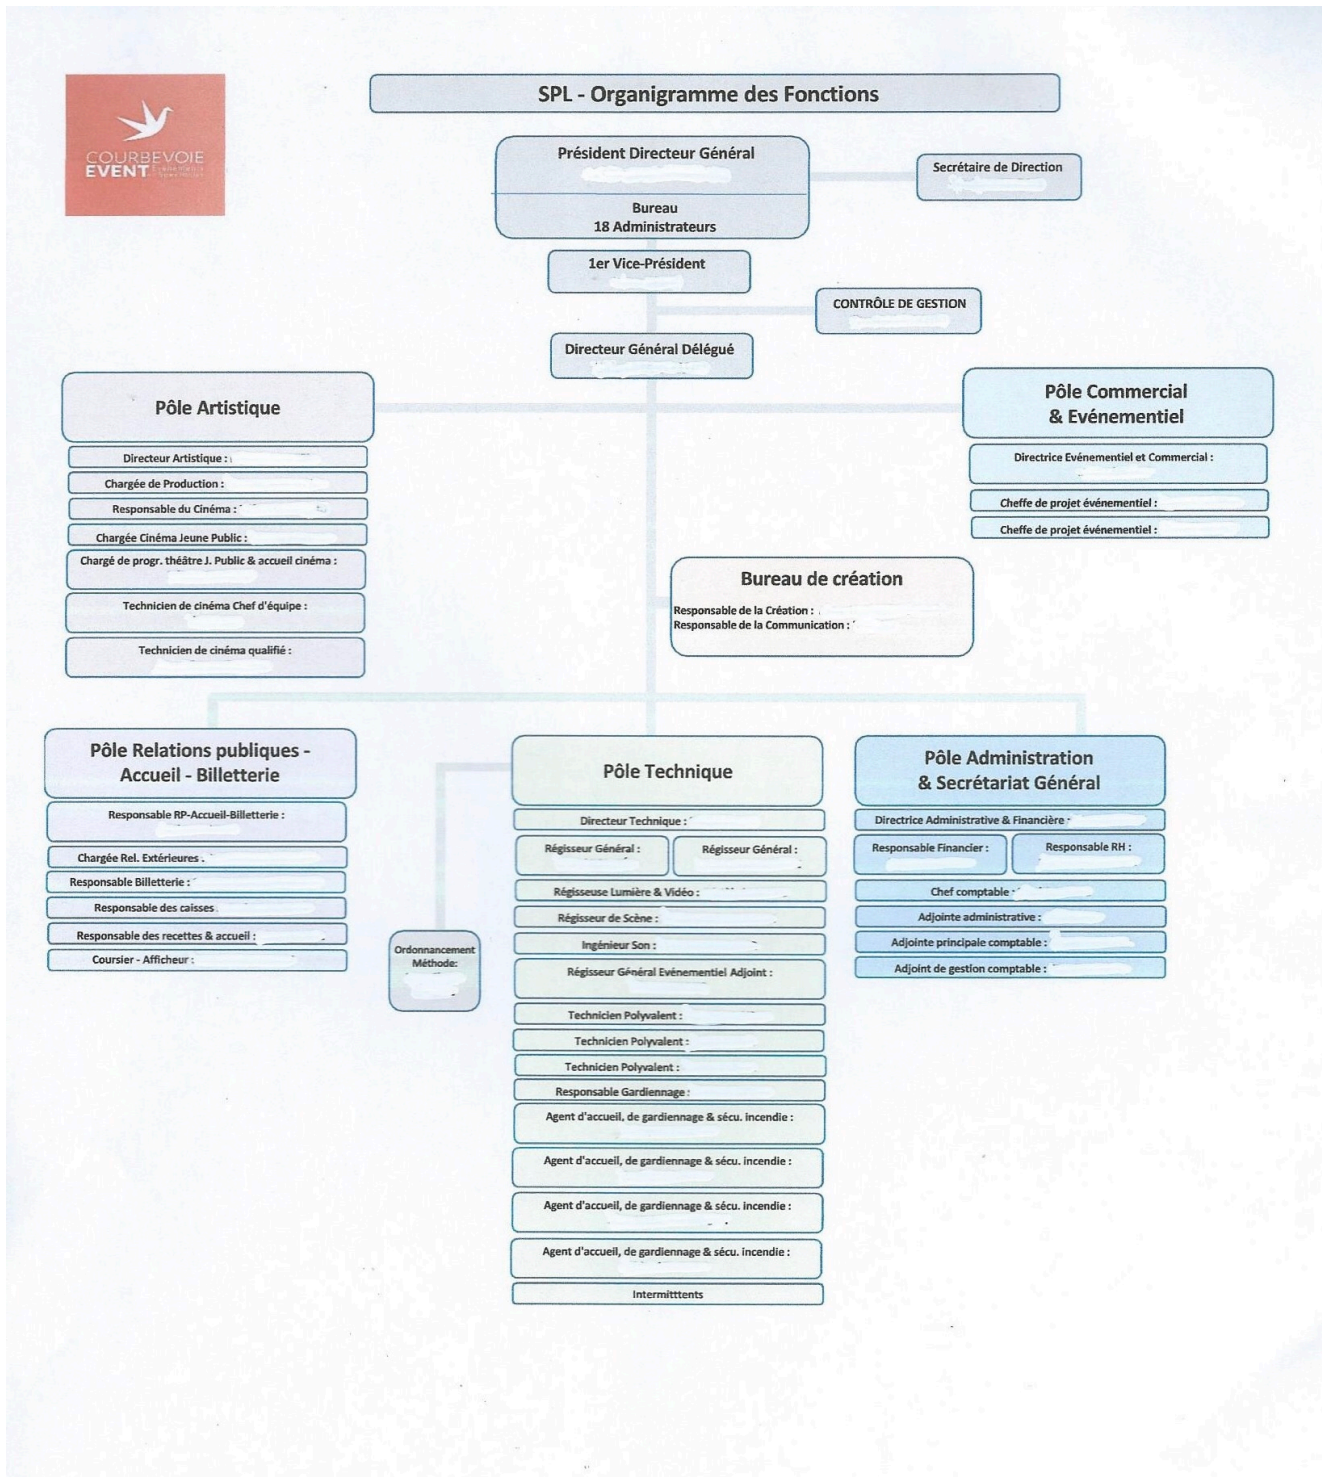 SPL - Organigramme des Fonctions
COURBEVOIE
EVENT
Président Directeur Général
Bureau
18 Administrateurs
Secrétaire de Direction
1er Vice-Président
CONTRÔLE DE GESTION
Directeur Général Délégué
Pôle Artistique
Directeur Artistique :
Chargée de Production :
Responsable du Cinéma :
Chargée Cinéma Jeune Public :
Chargé de progr. théâtre J. Public & accueil cinéma :
Technicien de cinéma Chef d'équipe :
Technicien de cinéma qualifié :
Pôle Commercial
& Evénementiel
Directrice Evénementiel et Commercial :
Cheffe de projet événementiel :
Cheffe de projet événementiel :
Bureau de création
Responsable de la Création :
Responsable de la Communication :
Pôle Relations publiques -
Accueil - Billetterie
Responsable RP-Accueil-Billetterie :
Chargée Rel. Extérieures .
Responsable Billetterie :
Responsable des caisses
Responsable des recettes & accueil :
Coursier - Afficheur :
Ordonnancement
Méthode:
Pôle Technique
Directeur Technique :
Régisseur Général :
Régisseur Général :
Régisseuse Lumière & Vidéo :
Régisseur de Scène :
Ingénieur Son :
Régisseur Général Evénementiel Adjoint :
Technicien Polyvalent :
Technicien Polyvalent :
Technicien Polyvalent :
Responsable Gardiennage :
Agent d'accueil, de gardiennage & sécu. incendie :
Agent d'accueil, de gardiennage & sécu. incendie :
Agent d'accueil, de gardiennage & sécu. incendie :
Agent d'accueil, de gardiennage & sécu. incendie :
Intermitttents
Pôle Administration
& Secrétariat Général
Directrice Administrative & Financière
Responsable Financier :
Responsable RH :
Chef comptable
Adjointe administrative :
Adjointe principale comptable :
Adjoint de gestion comptable :